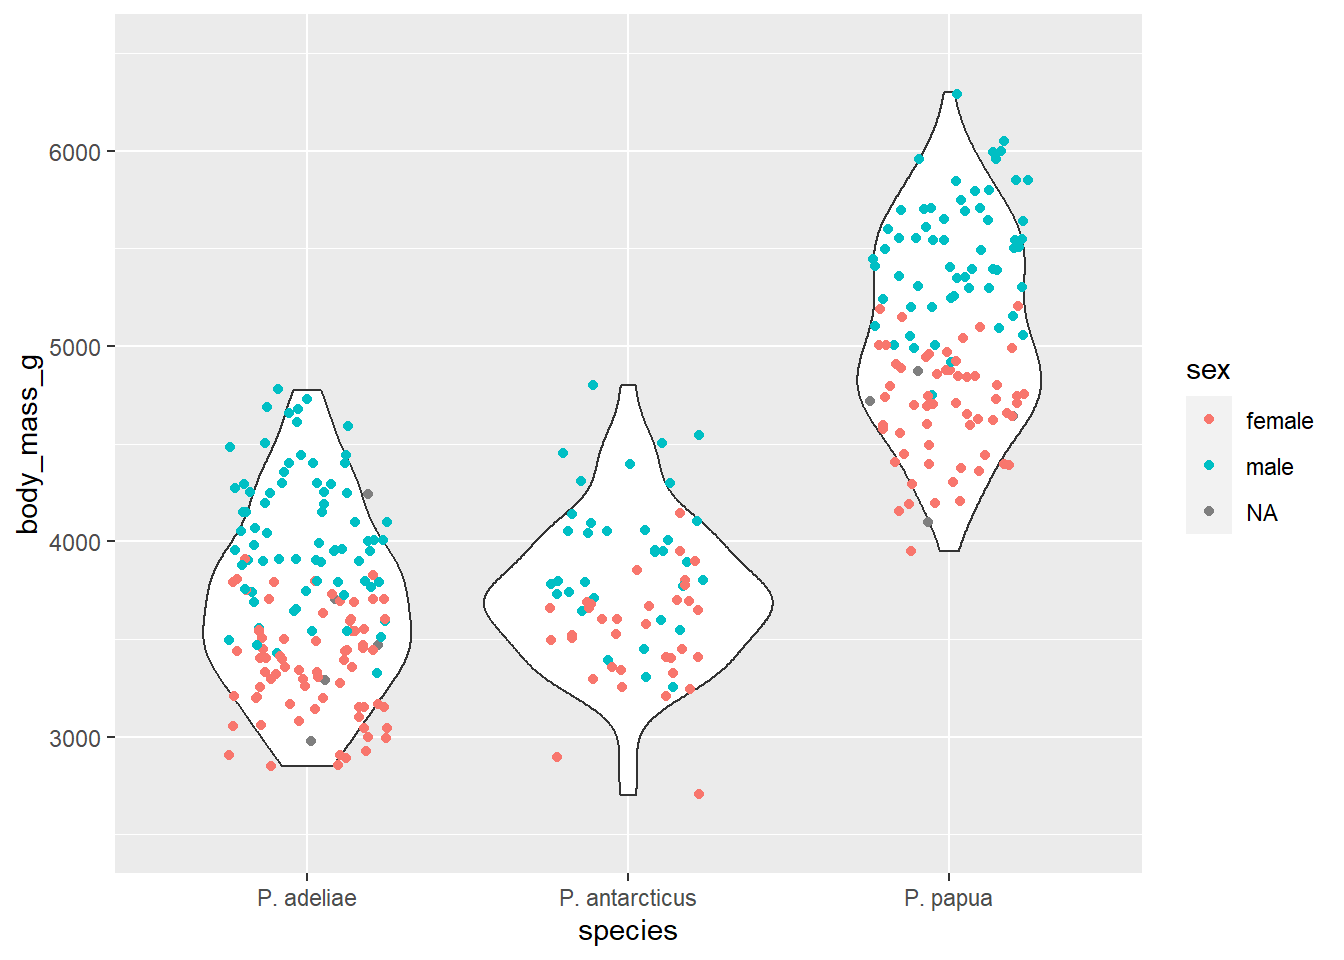 body_mass_g
6000
5000
4000
3000
P. adeliae
P. antarcticus
P. papua
species
sex
female
male
NA